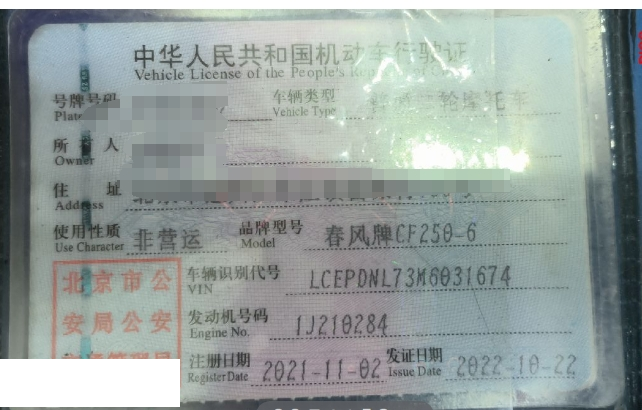 中华人民共和国机动车行驶证
Vehicle License of the People's
号牌号码
Plate
车辆类型
Vehicle Type
轮摩托车
所 人
Owner
住 址
Address
使用性质
Use Character
非营运
品牌型号
Model
春风牌CF250-6
北京市公
安局公安
车辆识别代号
VIN
LCEPDNL73M6031674
发动机号码
Engine No.
1J210284
注册日期
Register Date
2021-11-02
发证日期
Issue Date
2022-10-22